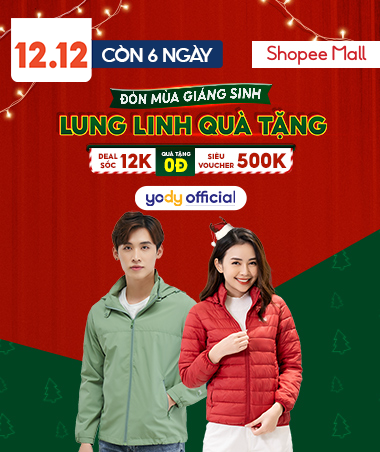 12.12 CÒN 6 NGÀY Shopee Mall
ĐÓN MÙA GIÁNG SINH
LUNG LINH QUÀ TẶNG
DEAL SỐC 12K QUÀ TẶNG 0Đ SIÊU VOUCHER 500K
yody official